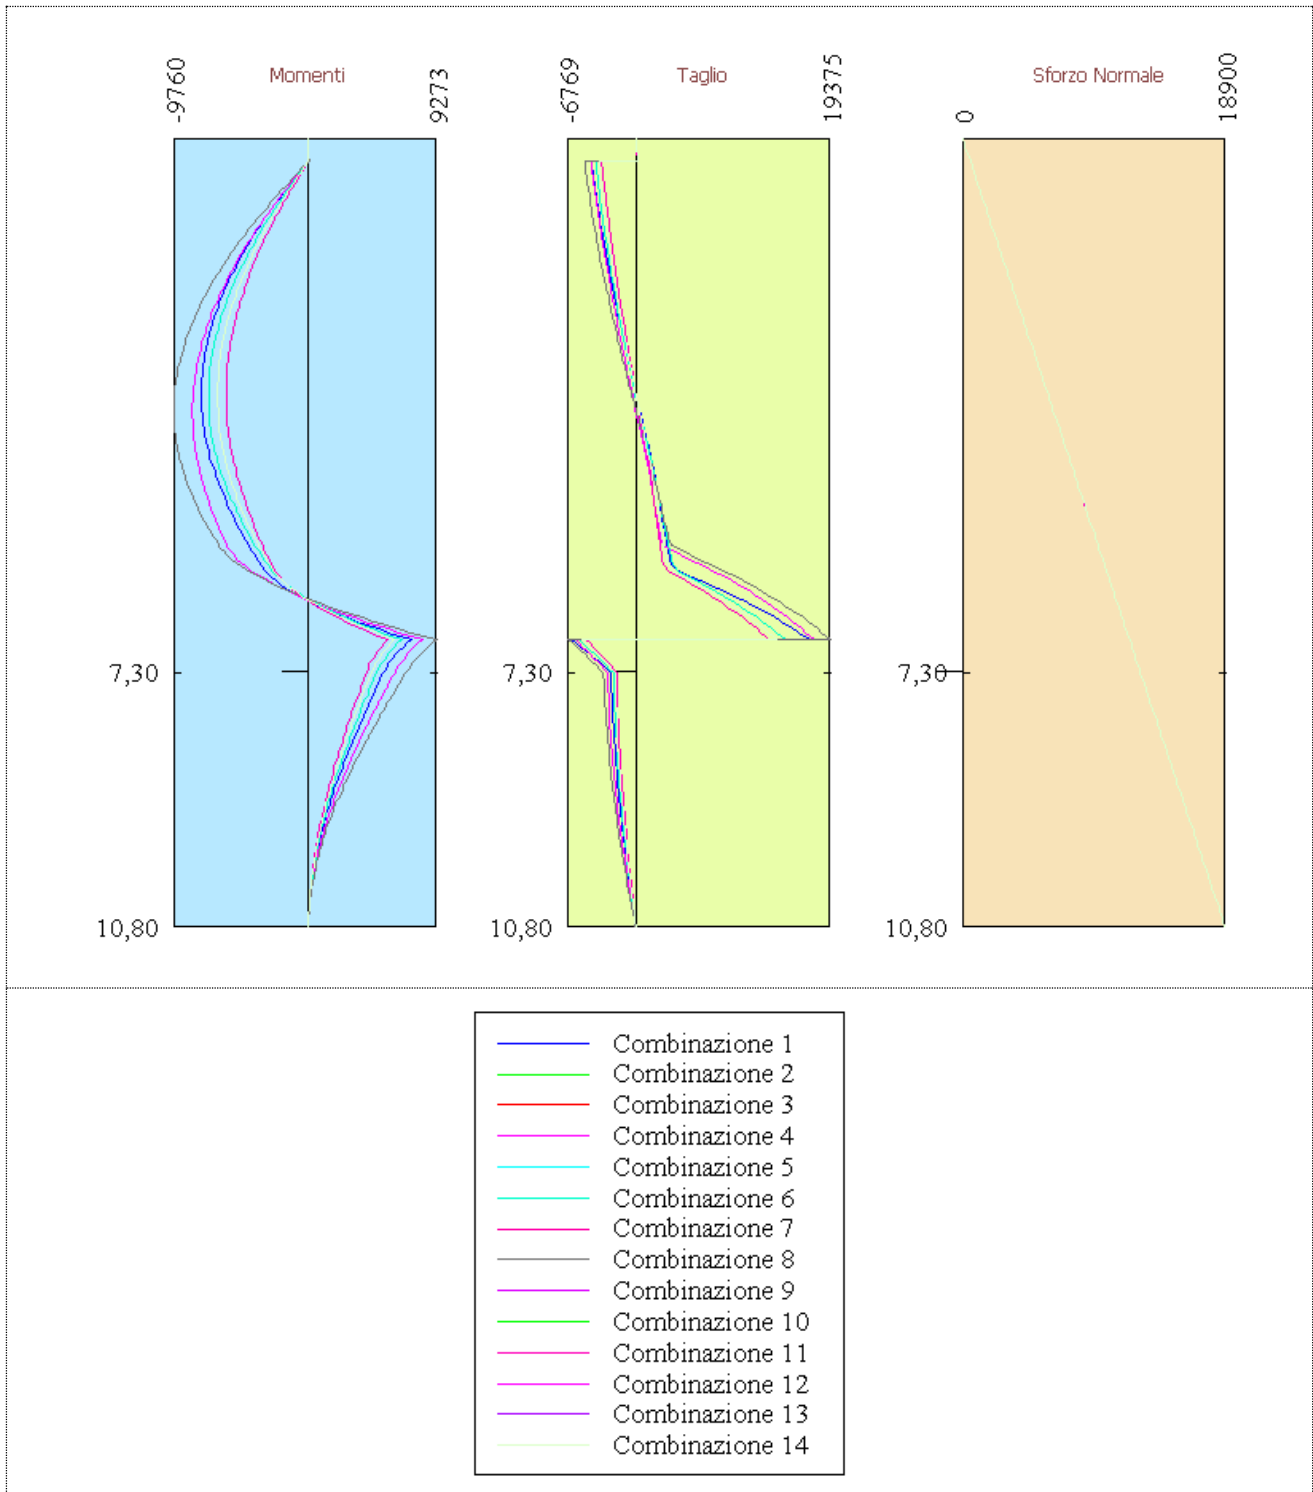 -9760
Momenti
92273
-6769
Taglio
19375
0
Sforzo Normale
18900
7,30
7,30
7,30
10,80
10,80
10,80
Combinazione 1
Combinazione 2
Combinazione 3
Combinazione 4
Combinazione 5
Combinazione 6
Combinazione 7
Combinazione 8
Combinazione 9
Combinazione 10
Combinazione 11
Combinazione 12
Combinazione 13
Combinazione 14